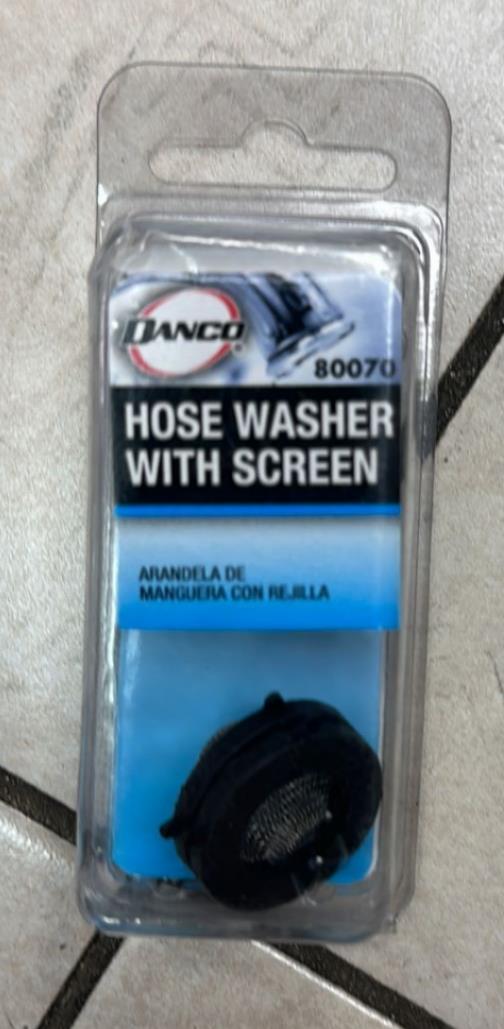 DANCO®
80070
HOSE WASHER
WITH SCREEN
ARANDELA DE
MANGUERA CON REJILLA